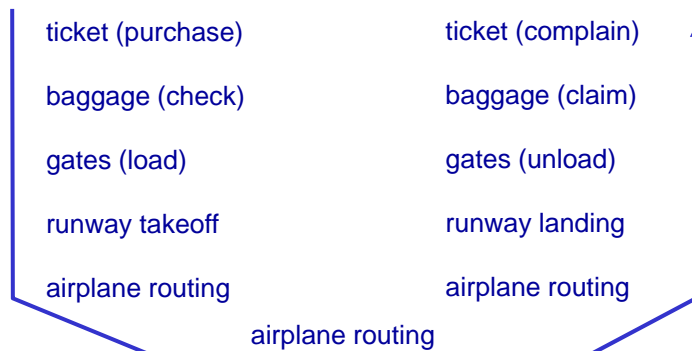 ticket (purchase) ticket (complain)
baggage (check) baggage (claim)
gates (load) gates (unload)
runway takeoff runway landing
airplane routing airplane routing
airplane routing